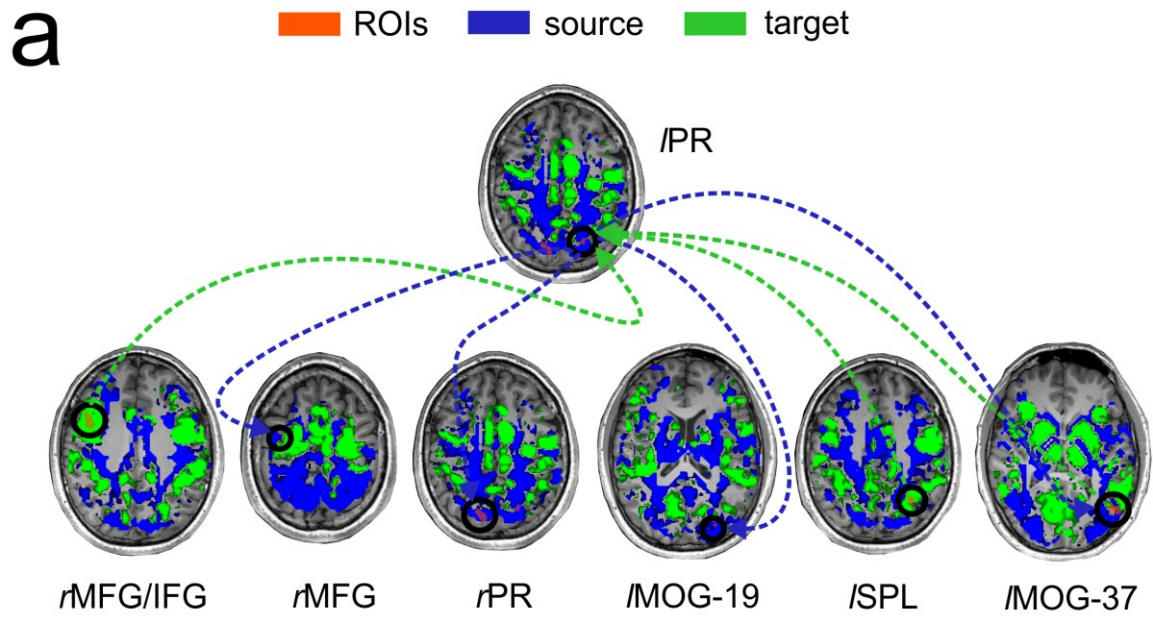 a
ROIs source target
lPR
rMFG/IFG rMFG rPR lMOG-19 lSPL lMOG-37